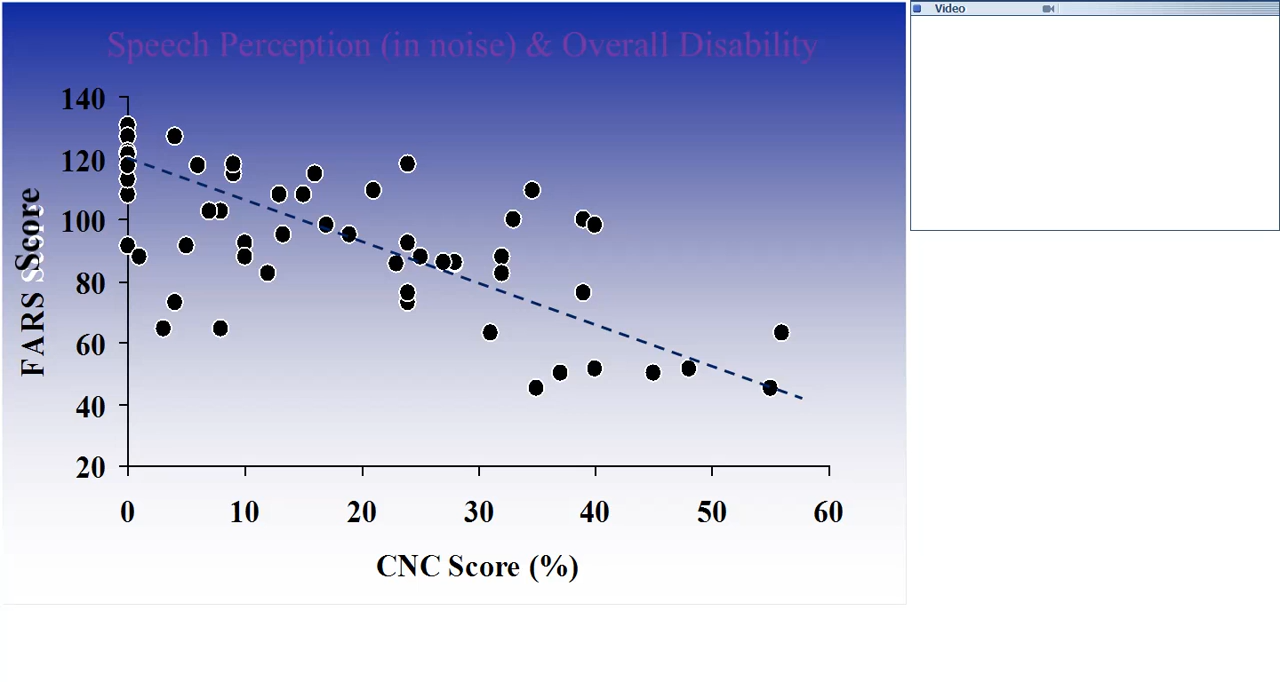 Video
Speech Perception (in noise) & Overall Disability
140
120
100
80
60
40
20
FARS Score
0 10 20 30 40 50 60
CNC Score (%)